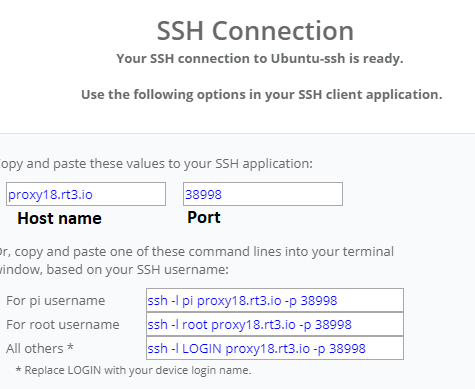 SSH Connection
Your SSH connection to Ubuntu-ssh is ready.
Use the following options in your SSH client application.
opy and paste these values to your SSH application:
proxy18.rt3.io 38998
Host name Port
Or, copy and paste one of these command lines into your terminal
window, based on your SSH username:
For pi username ssh -l pi proxy18.rt3.io -p 38998
For root username ssh -l root proxy18.rt3.io -p 38998
All others * ssh -l LOGIN proxy18.rt3.io -p 38998
* Replace LOGIN with your device login name.